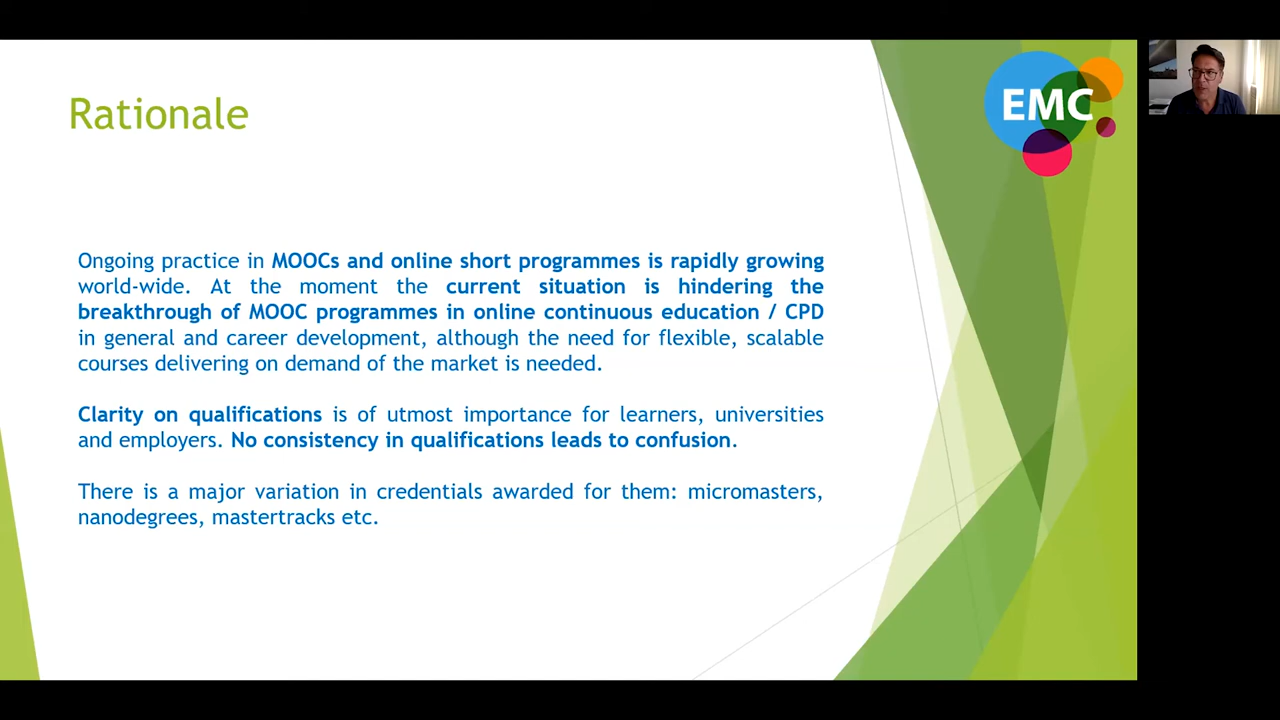 Rationale
EMC
Ongoing practice in MOOCs and online short programmes is rapidly growing
world-wide. At the moment the current situation is hindering the
breakthrough of MOOC programmes in online continuous education / CPD
in general and career development, although the need for flexible, scalable
courses delivering on demand of the market is needed.
Clarity on qualifications is of utmost importance for learners, universities
and employers. No consistency in qualifications leads to confusion.
There is a major variation in credentials awarded for them: micromasters,
nanodegrees, mastertracks etc.